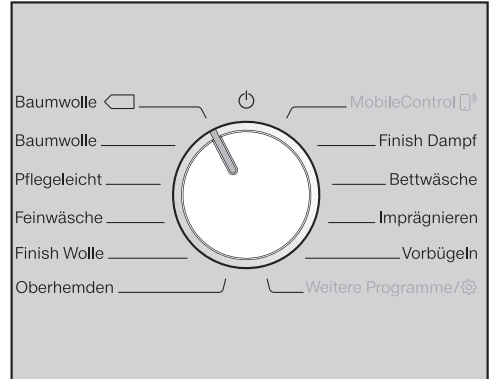 Baumwolle
MobileControl
Baumwolle
Finish Dampf
Pflegeleicht
Bettwäsche
Feinwäsche
Imprägnieren
Finish Wolle
Vorbügeln
Oberhemden
Weitere Programme/